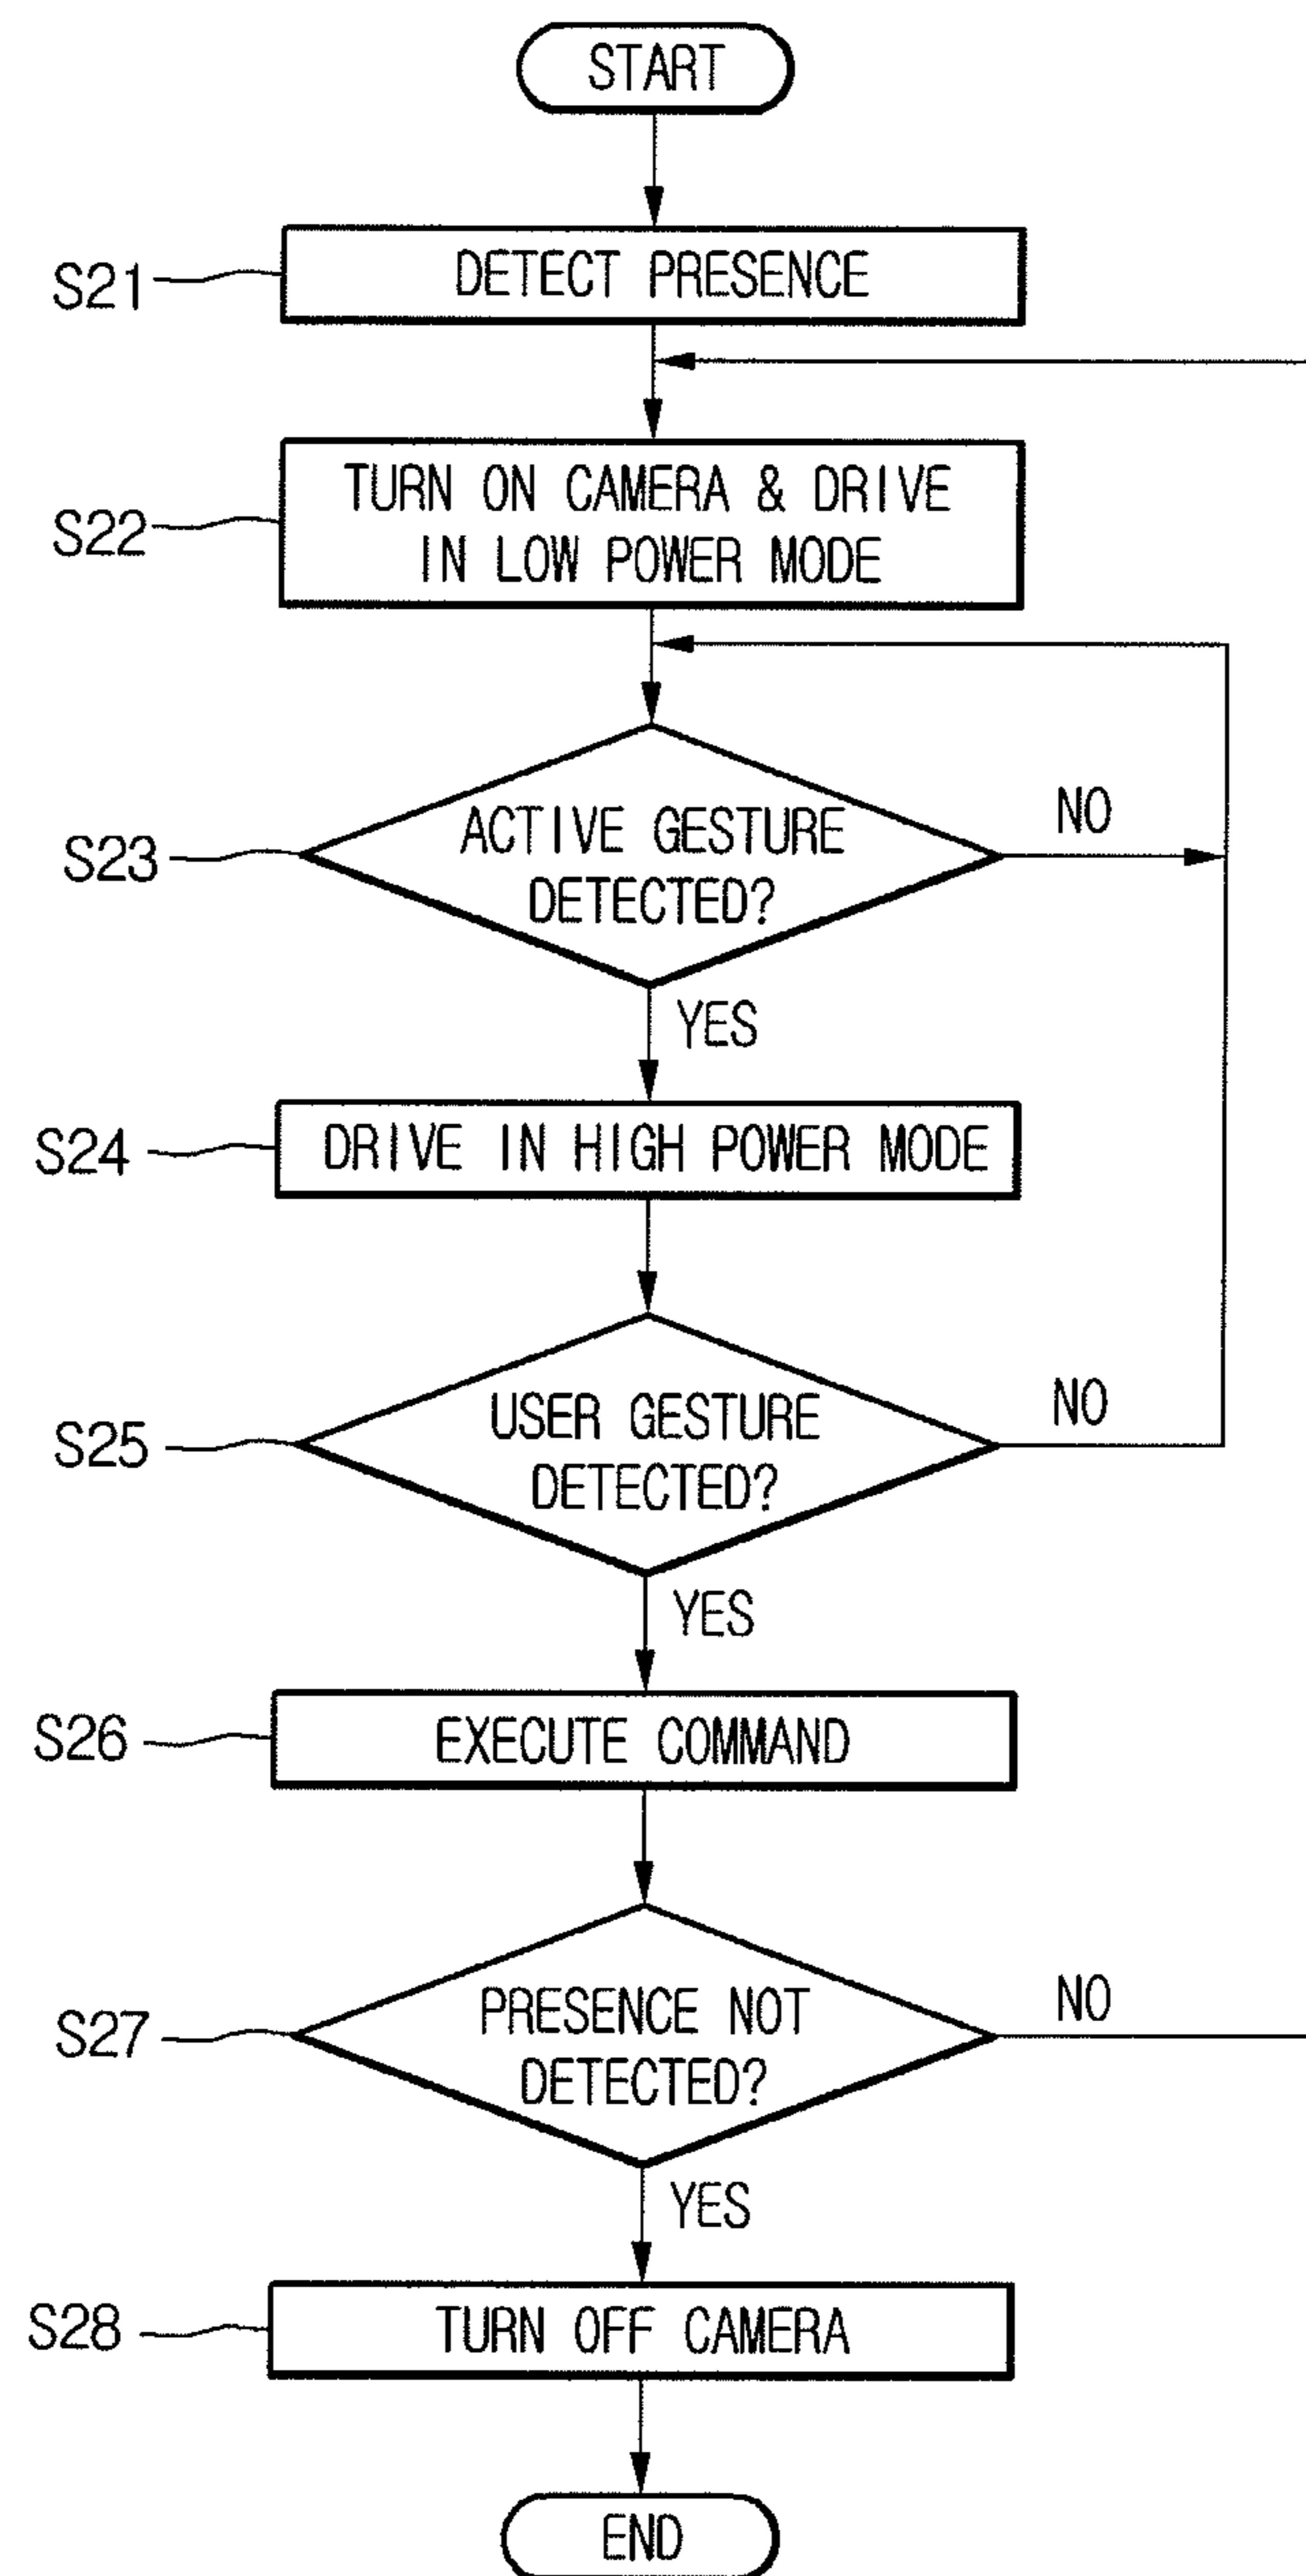 START
S21
DETECT PRESENCE
S22
TURN ON CAMERA & DRIVE
IN LOW POWER MODE
S23
ACTIVE GESTURE
DETECTED?
NO
YES
S24
DRIVE IN HIGH POWER MODE
S25
USER GESTURE
DETECTED?
NO
YES
S26
EXECUTE COMMAND
S27
PRESENCE NOT
DETECTED?
NO
YES
S28
TURN OFF CAMERA
END